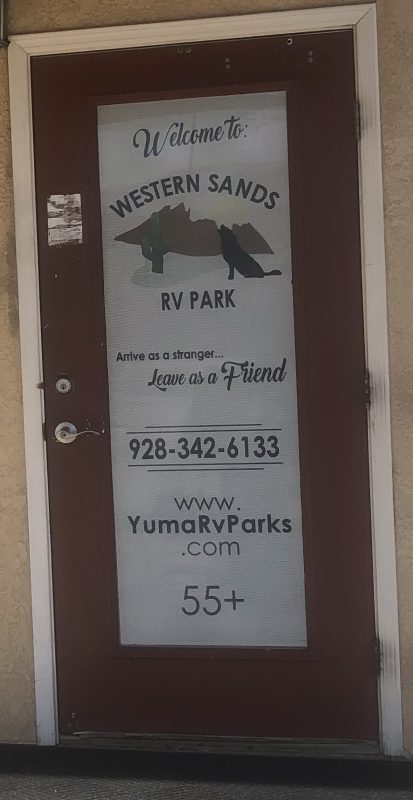 Welcome to:
WESTERN SANDS
RV PARK
Arrive as a stranger...
Leave as a Friend
928-342-6133
www.
YumaRvParks
.com
55+